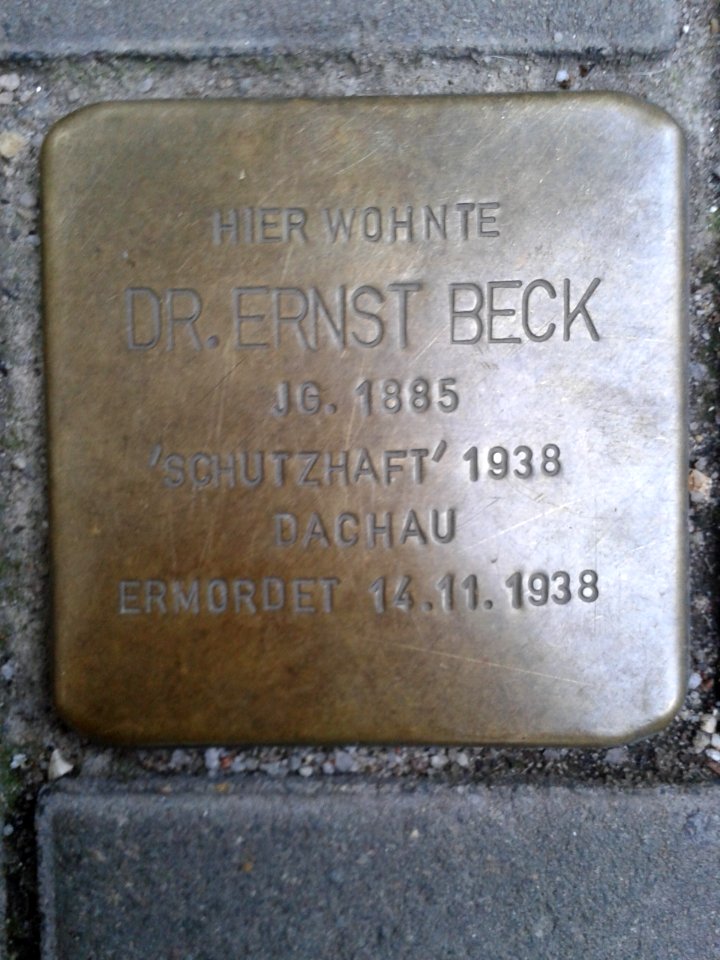 HIER WOHNTE
DR. ERNST BECK
JG. 1885
'SCHUTZHAFT' 1938
DACHAU
ERMORDET 14.11.1938